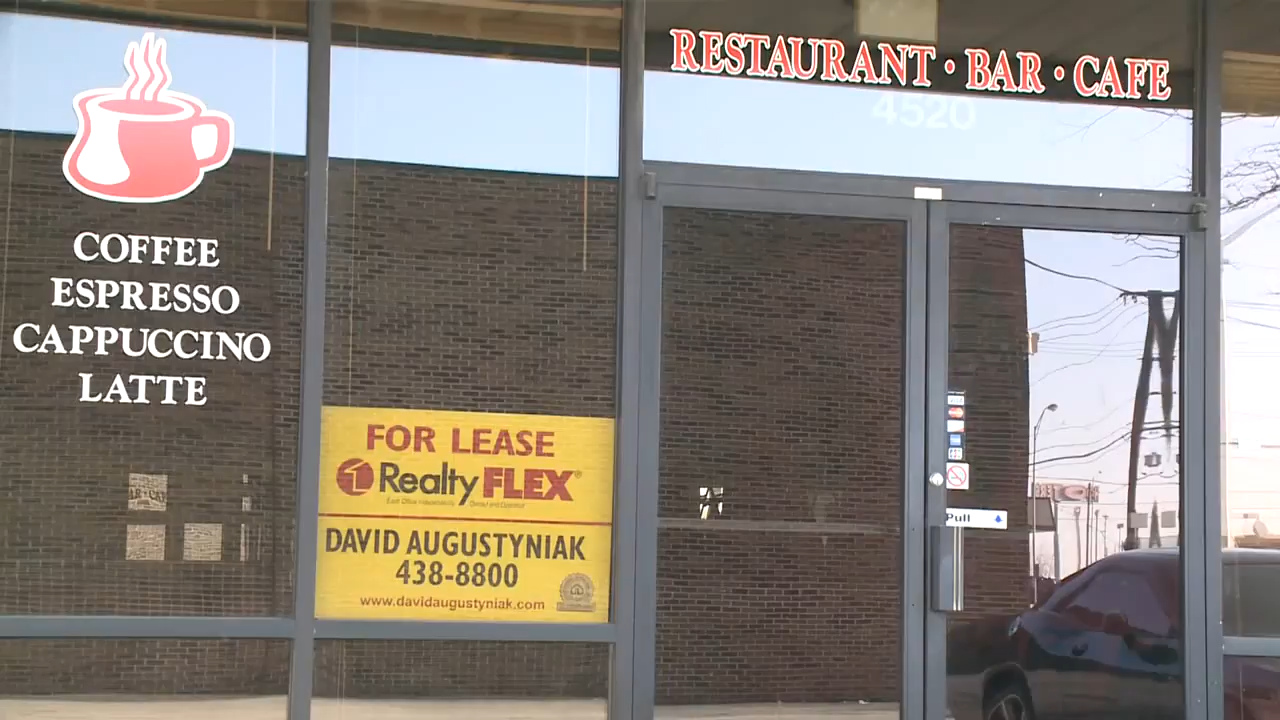 RESTAURANT • BAR • CAFE
4520
COFFEE
ESPRESSO
CAPPUCCINO
LATTE
FOR LEASE
Realty FLEX®
DAVID AUGUSTYNIAK
438-8800
www.davidaugustyniak.com
Pull